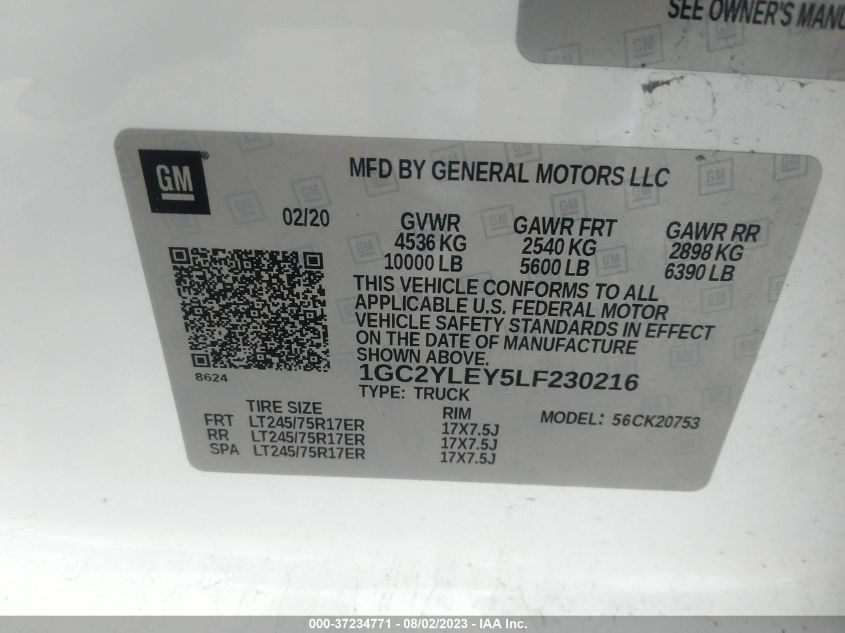 SEE OWNER'S MANU
GM
MFD BY GENERAL MOTORS LLC
02/20
GVWR
4536 KG
10000 LB
GAWR FRT
2540 KG
5600 LB
GAWR RR
2898 KG
6390 LB
THIS VEHICLE CONFORMS TO ALL
APPLICABLE U.S. FEDERAL MOTOR
VEHICLE SAFETY STANDARDS IN EFFECT
ON THE DATE OF MANUFACTURE
SHOWN ABOVE.
8624
1GC2YLEY5LF230216
TYPE: TRUCK
TIRE SIZE
RIM
MODEL: 56CK20753
FRT LT245/75R17ER 17X7.5J
RR LT245/75R17ER 17X7.5J
SPA LT245/75R17ER 17X7.5J
000-37234771 - 08/02/2023 - IAA Inc.